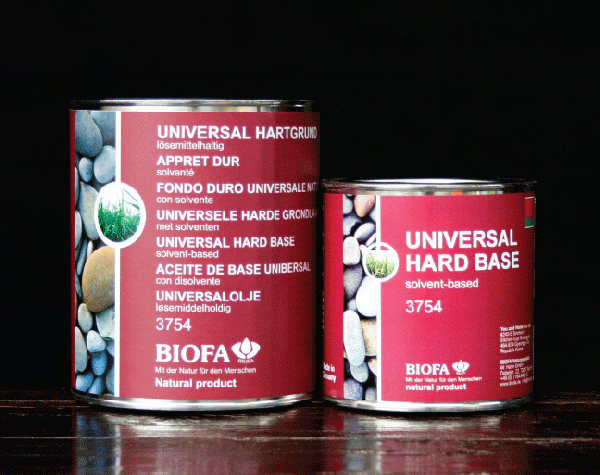 UNIVERSAL HARTGRUND
lösemittelhaltig
APPRET DUR
solvanté
FONDO DURO UNIVERSALE
con solvente
UNIVERSELE HARDE
met solventen
UNIVERSAL HARD BASE
solvent-based
ACEITE DE BASE UNIBERSAL
con disolvente
UNIVERSALOLJE
løsemiddelholdig
3754
BIOFA
Mit der Natur für den Menschen
Natural product
UNIVERSAL
HARD BASE
solvent-based
3754
BIOFA
Mit der Natur für den Menschen
natural product
Made in